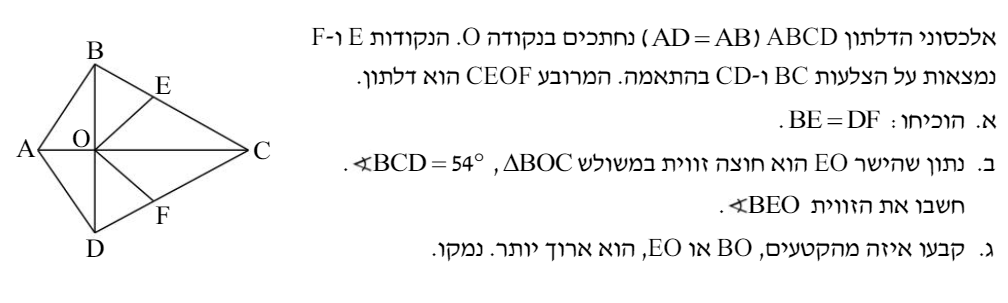 אלכסוני הדלתון ABCD (AD = AB) נחתכים בנקודה O. הנקודות E ו-F
נמצאות על הצלעות BC ו-CD בהתאמה. המרובע CEOF הוא דלתון.
א. הוכיחו: BE = DF.
ב. נתון שהישר EO הוא חוצה זווית במשולש ΔBOC, ∢BCD = 54°.
חשבו את הזווית ∢BEO.
ג. קבעו איזה מהקטעים, BO או EO, הוא ארוך יותר. נמקו.
B
E
A
O
C
F
D